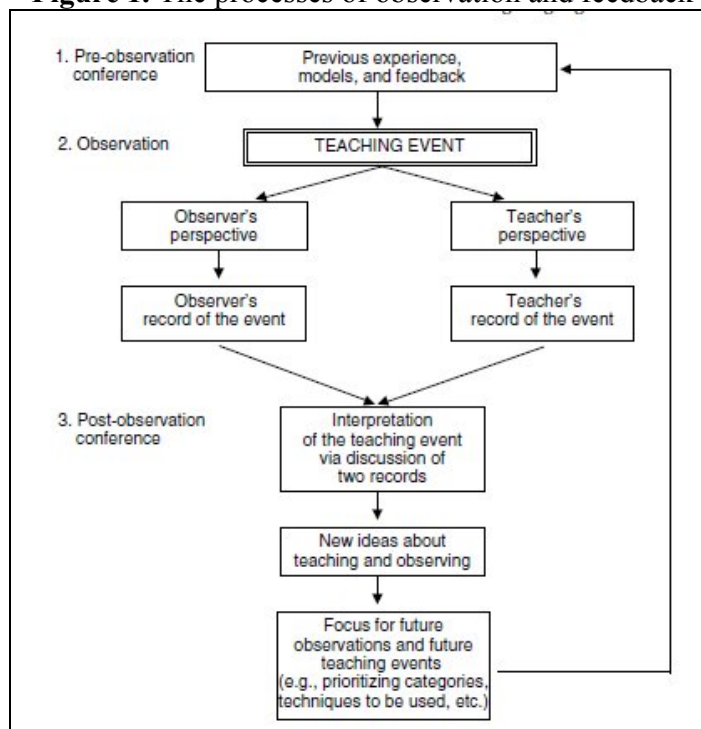 Figure 1. The processes of observation and feedback
1. Pre-observation
conference
Previous experience,
models, and feedback
2. Observation
TEACHING EVENT
Observer's
perspective
Teacher's
perspective
Observer's
record of the event
Teacher's
record of the event
3. Post-observation
conference
Interpretation
of the teaching event
via discussion of
two records
New ideas about
teaching and observing
Focus for future
observations and future
teaching events
(e.g., prioritizing categories,
techniques to be used, etc.)